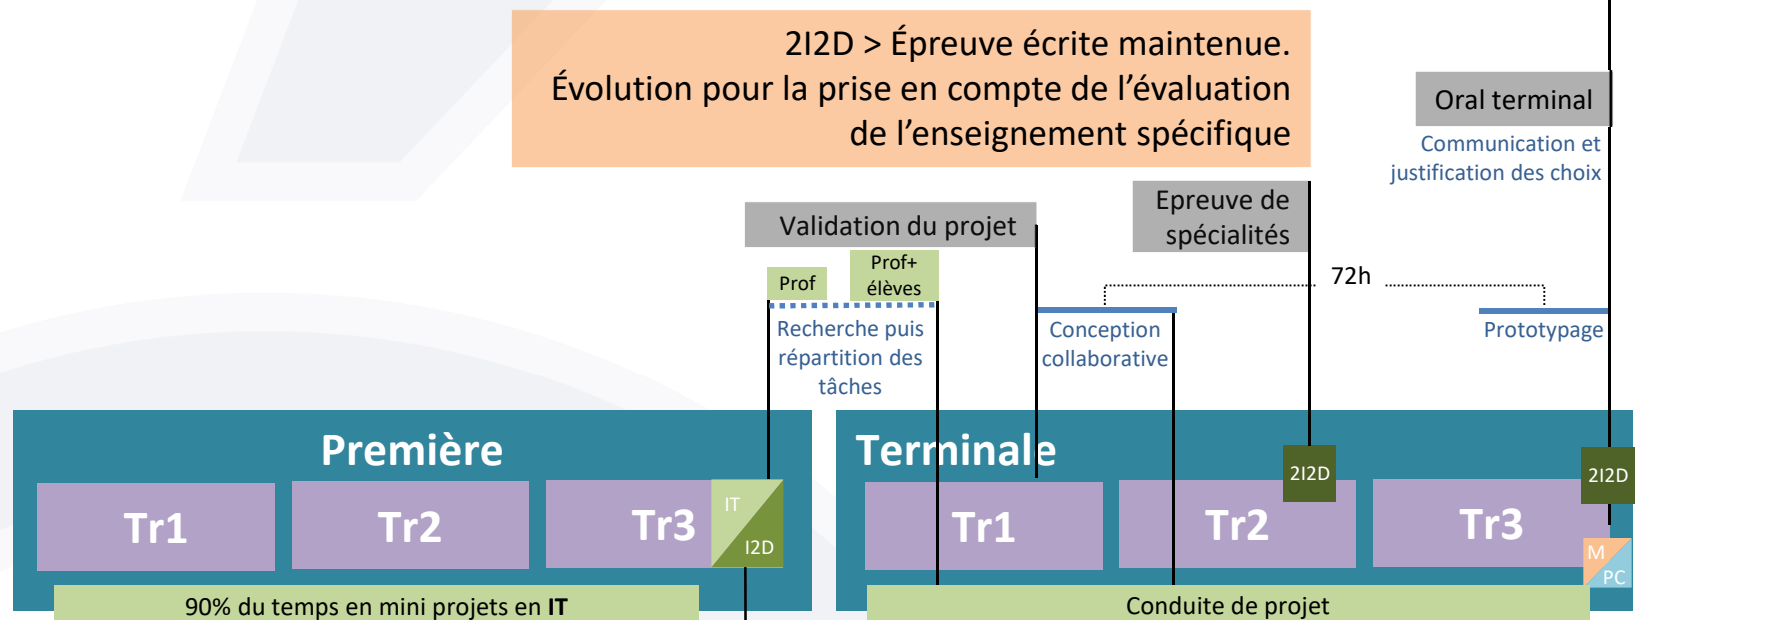 2I2D > Épreuve écrite maintenue.
Évolution pour la prise en compte de l’évaluation
de l’enseignement spécifique
Oral terminal
Communication et
justification des choix
Epreuve de
spécialités
Validation du projet
Prof
Prof+
élèves
72h
Recherche puis
répartition des
tâches
Conception
collaborative
Prototypage
Première
Tr1
Tr2
Tr3
IT
I2D
90% du temps en mini projets en IT
Terminale
Tr1
Tr2
2I2D
Tr3
2I2D
M
PC
Conduite de projet